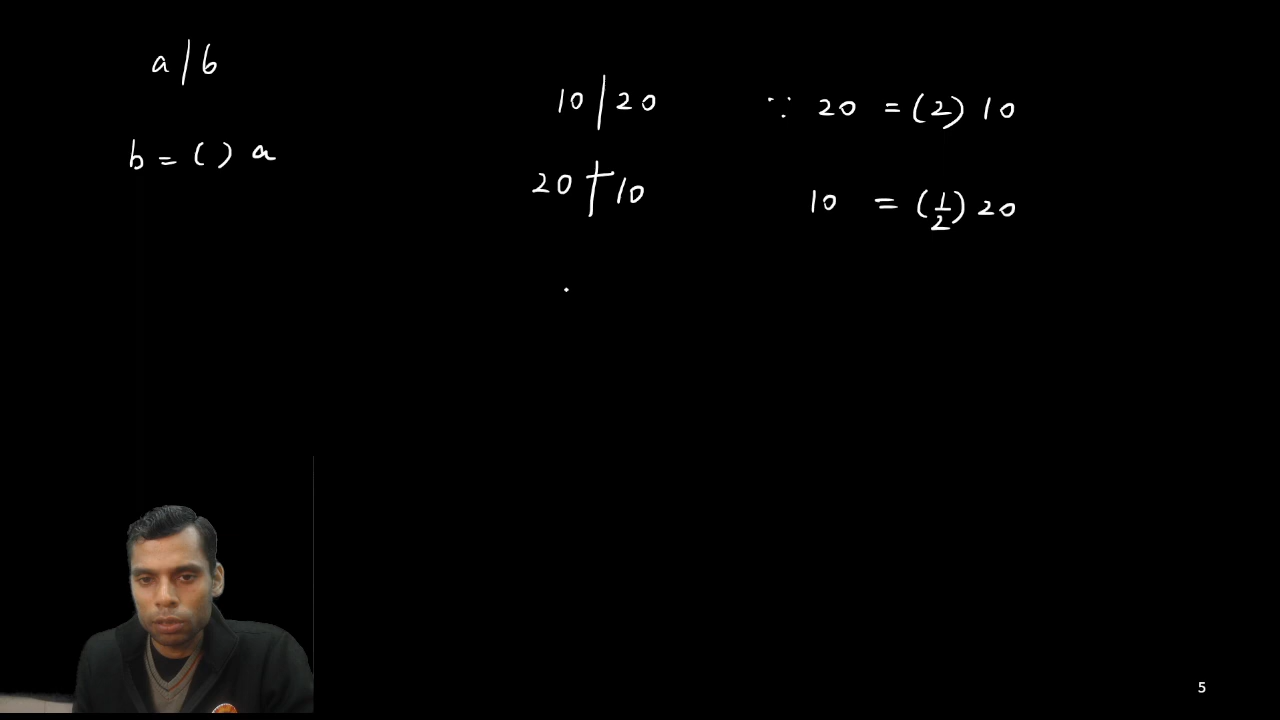 a | b
10 | 20 ∵ 20 = (2) 10
b = ( ) a
20 ∤ 10 10 = (1/2) 20
5